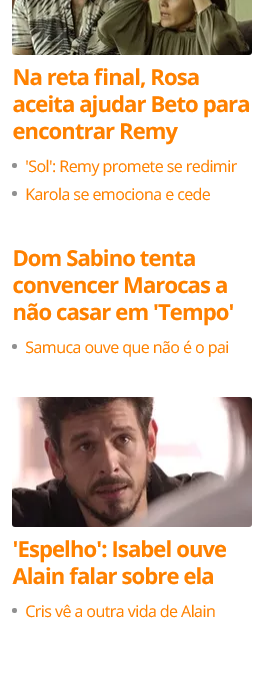 Na reta final, Rosa
aceita ajudar Beto para
encontrar Remy
'Sol': Remy promete se redimir
Karola se emociona e cede
Dom Sabino tenta
convencer Marocas a
não casar em 'Tempo'
Samuca ouve que não é o pai
'Espelho': Isabel ouve
Alain falar sobre ela
Cris vê a outra vida de Alain